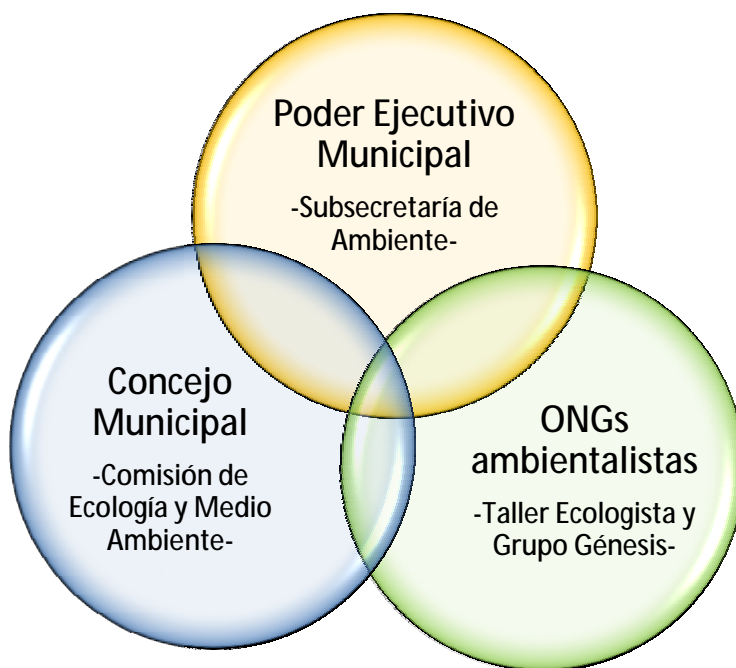 Poder Ejecutivo
Municipal
-Subsecretaría de
Ambiente-
Concejo
Municipal
-Comisión de
Ecología y Medio
Ambiente-
ONGs
ambientalistas
-Taller Ecologista y
Grupo Génesis-